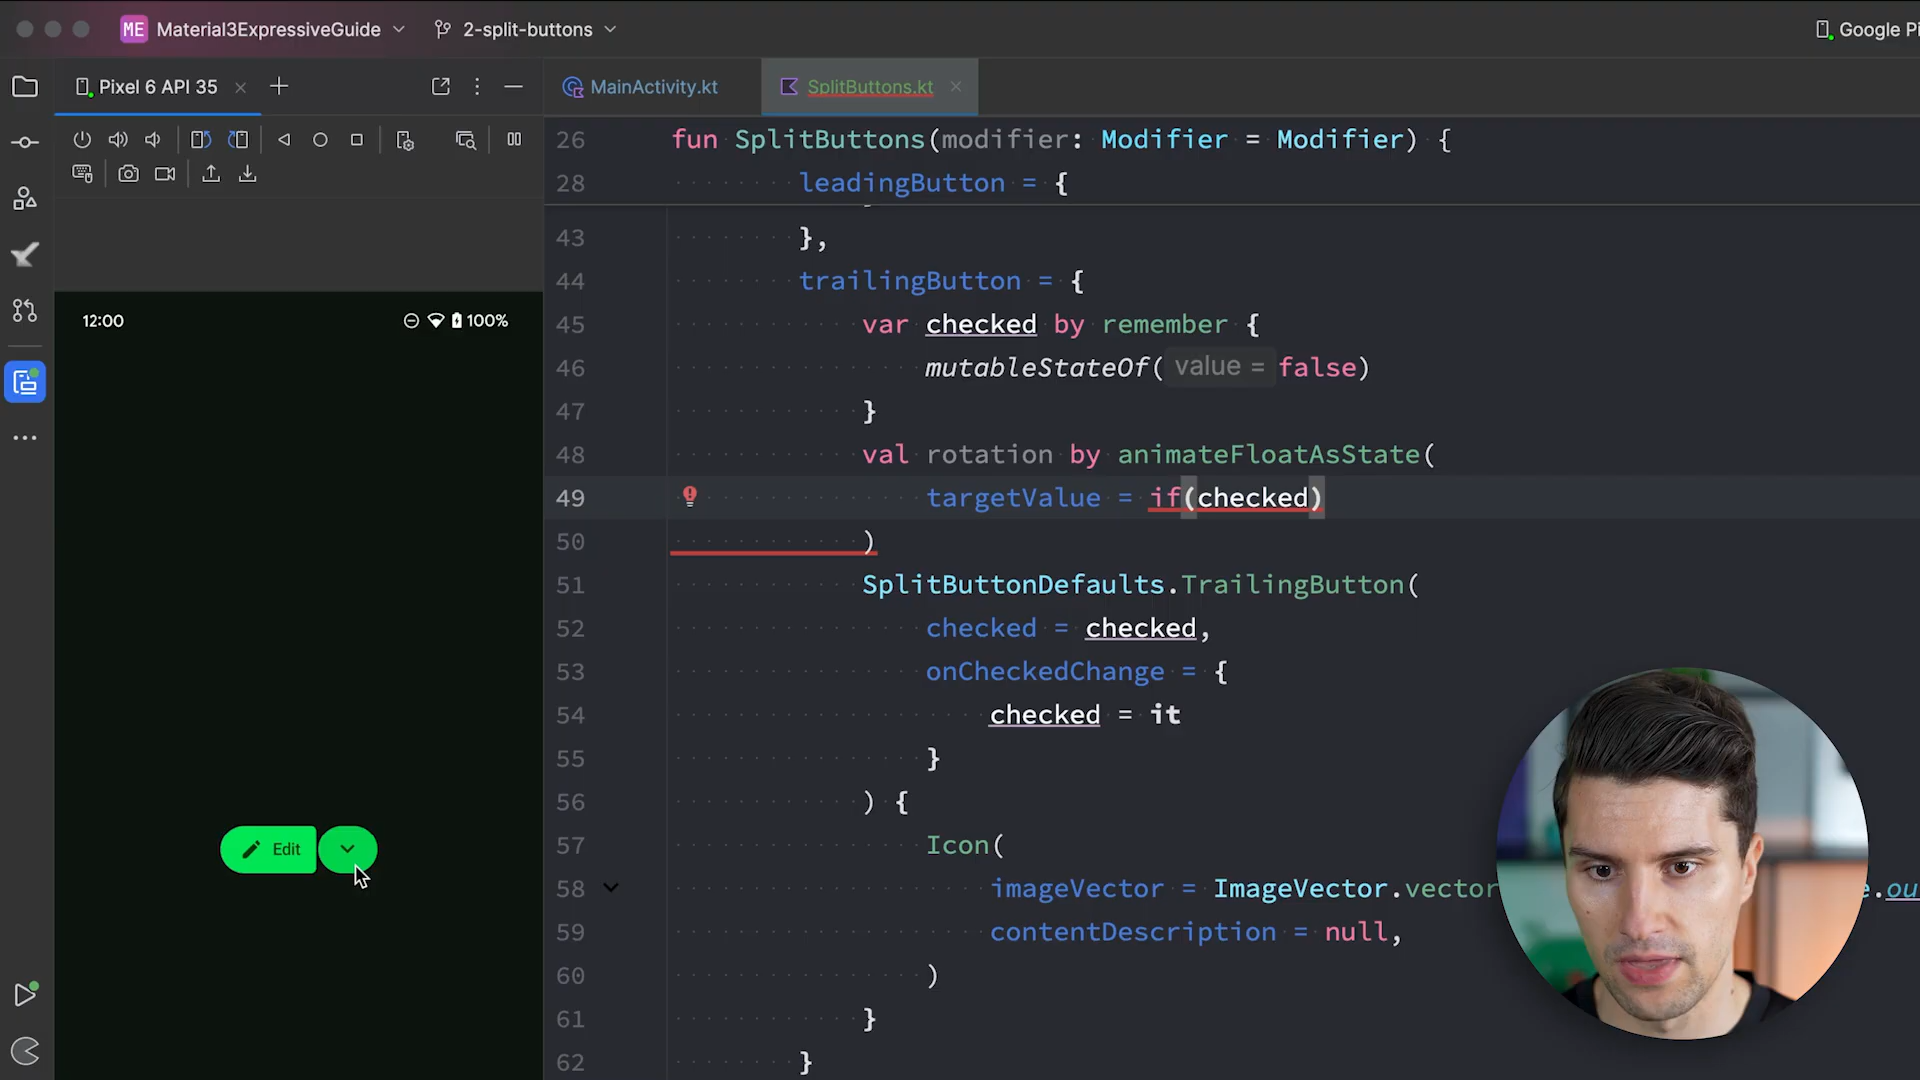 ME Material3ExpressiveGuide 2-split-buttons Google Pi
Pixel 6 API 35 MainActivity.kt SplitButtons.kt
26 fun SplitButtons(modifier: Modifier = Modifier) {
28 leadingButton = {
43 },
44 trailingButton = {
45 var checked by remember {
46 mutableStateOf( value = false)
47 }
48 val rotation by animateFloatAsState(
49 targetValue = if(checked)
50 )
51 SplitButtonDefaults.TrailingButton(
52 checked = checked,
53 onCheckedChange = {
54 checked = it
55 }
56 ) {
57 Icon(
58 imageVector = ImageVector.vector e.ou
59 contentDescription = null,
60 )
61 }
62 }
12:00 100%
Edit